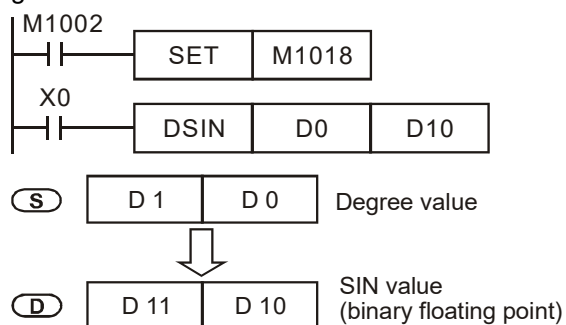 M1002
SET M1018
X0
DSIN D0 D10
S D 1 D 0 Degree value
D D 11 D 10 SIN value
(binary floating point)